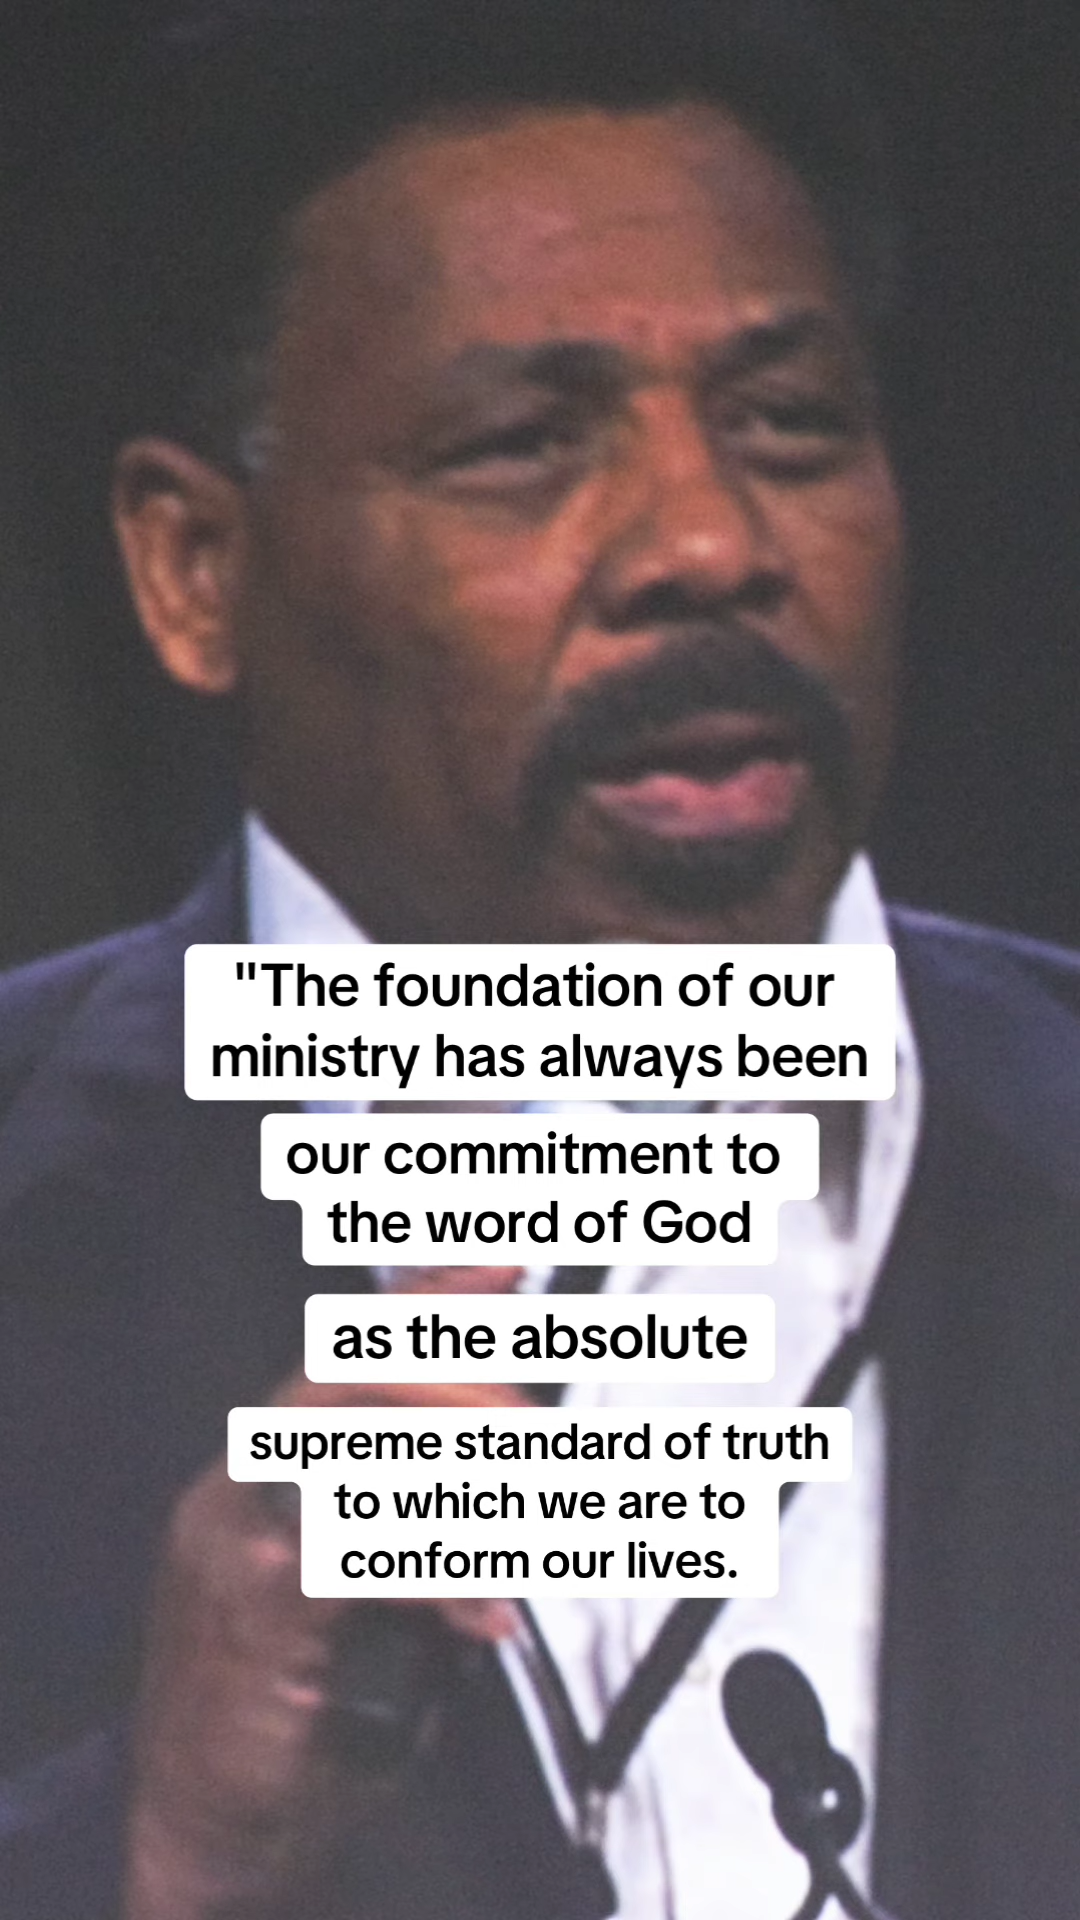 "The foundation of our
ministry has always been
our commitment to
the word of God
as the absolute
supreme standard of truth
to which we are to
conform our lives.